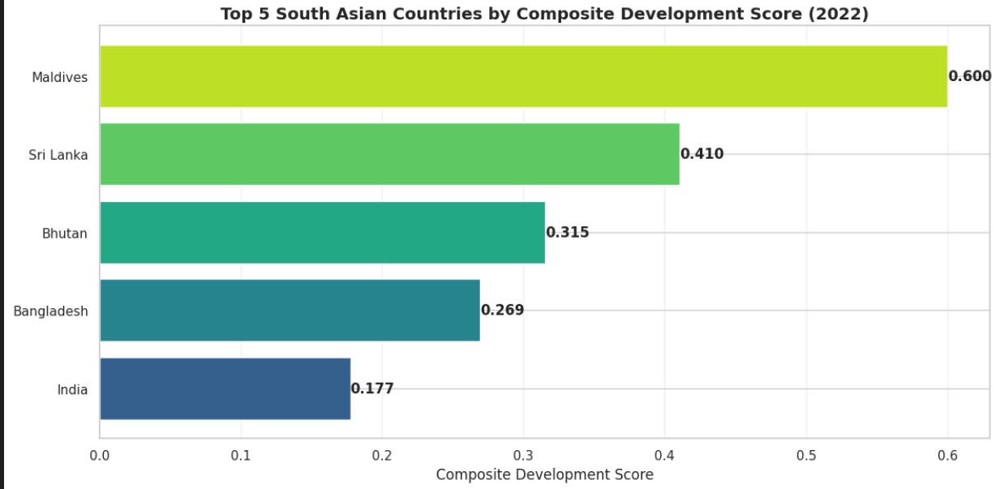 Top 5 South Asian Countries by Composite Development Score (2022)
Maldives
0.600
Sri Lanka
0.410
Bhutan
0.315
Bangladesh
0.269
India
0.177
0.0 0.1 0.2 0.3 0.4 0.5 0.6
Composite Development Score